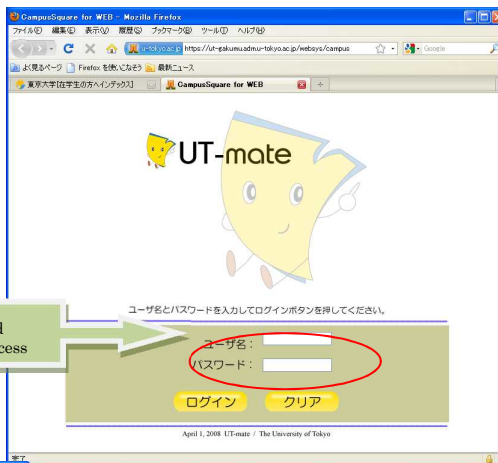 CampusSquare for WEB - Mozilla Firefox
ファイル(F) 編集(E) 表示(V) 履歴(S) ブックマーク(B) ツール(T) ヘルプ(H)
u-tokyo.ac.jp https://ut-gakumu.adm.u-tokyo.ac.jp/websys/campus
Google
よく見るページ Firefox を使いこなそう 最新ニュース
東京大学[在学生の方へインデックス] CampusSquare for WEB
UT-mate
ユーザ名とパスワードを入力してログインボタンを押してください。
cess
ユーザ名：
パスワード：
ログイン クリア
April 1, 2008 UT-mate / The University of Tokyo
完了